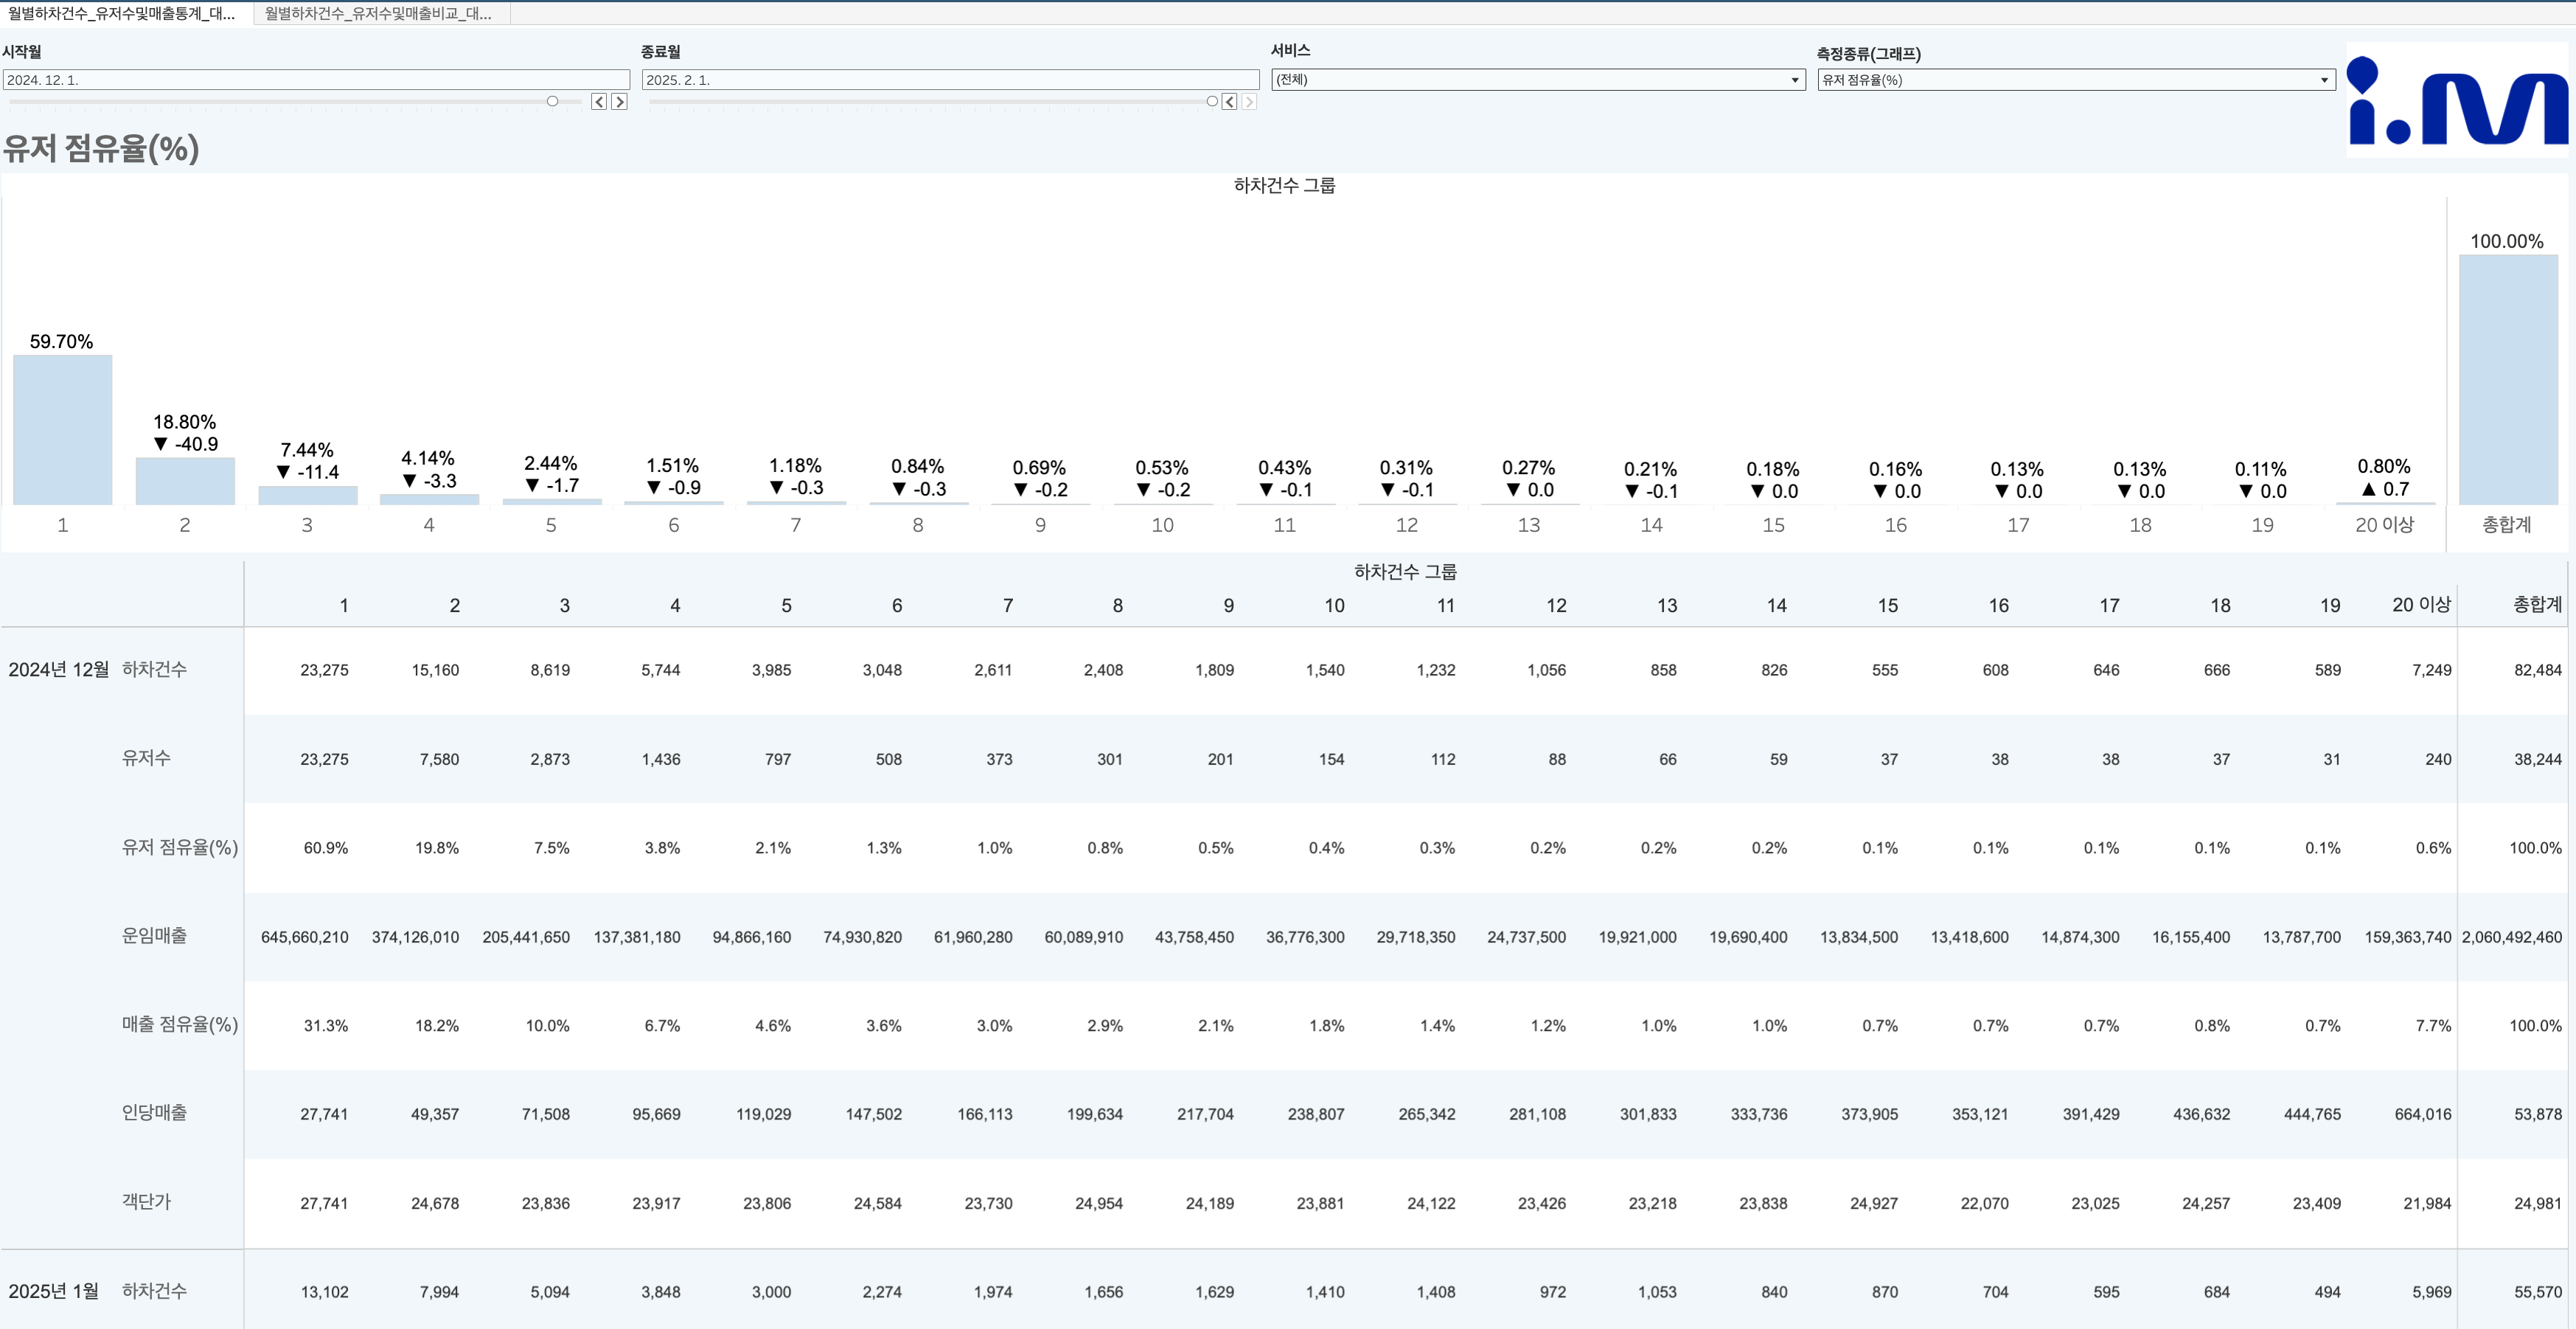 월별하차건수_유저수및매출통계_대... 월별하차건수_유저수및매출비교_대...
시작월 종료월 서비스 측정종류(그래프)
2024. 12. 1. 2025. 2. 1. (전체) 유저 점유율(%)
i.M
유저 점유율(%)
하차건수 그룹
59.70% 18.80% 7.44% 4.14% 2.44% 1.51% 1.18% 0.84% 0.69% 0.53% 0.43% 0.31% 0.27% 0.21% 0.18% 0.16% 0.13% 0.13% 0.11% 0.80% 100.00%
▼ -40.9 ▼ -11.4 ▼ -3.3 ▼ -1.7 ▼ -0.9 ▼ -0.3 ▼ -0.3 ▼ -0.2 ▼ -0.2 ▼ -0.1 ▼ -0.1 ▼ 0.0 ▼ -0.1 ▼ 0.0 ▼ 0.0 ▼ 0.0 ▼ 0.0 ▼ 0.0 ▲ 0.7
1 2 3 4 5 6 7 8 9 10 11 12 13 14 15 16 17 18 19 20 이상 총합계
하차건수 그룹
1 2 3 4 5 6 7 8 9 10 11 12 13 14 15 16 17 18 19 20 이상 총합계
2024년 12월 하차건수 23,275 15,160 8,619 5,744 3,985 3,048 2,611 2,408 1,809 1,540 1,232 1,056 858 826 555 608 646 666 589 7,249 82,484
유저수 23,275 7,580 2,873 1,436 797 508 373 301 201 154 112 88 66 59 37 38 38 37 31 240 38,244
유저 점유율(%) 60.9% 19.8% 7.5% 3.8% 2.1% 1.3% 1.0% 0.8% 0.5% 0.4% 0.3% 0.2% 0.2% 0.2% 0.1% 0.1% 0.1% 0.1% 0.1% 0.6% 100.0%
운임매출 645,660,210 374,126,010 205,441,650 137,381,180 94,866,160 74,930,820 61,960,280 60,089,910 43,758,450 36,776,300 29,718,350 24,737,500 19,921,000 19,690,400 13,834,500 13,418,600 14,874,300 16,155,400 13,787,700 159,363,740 2,060,492,460
매출 점유율(%) 31.3% 18.2% 10.0% 6.7% 4.6% 3.6% 3.0% 2.9% 2.1% 1.8% 1.4% 1.2% 1.0% 1.0% 0.7% 0.7% 0.7% 0.8% 0.7% 7.7% 100.0%
인당매출 27,741 49,357 71,508 95,669 119,029 147,502 166,113 199,634 217,704 238,807 265,342 281,108 301,833 333,736 373,905 353,121 391,429 436,632 444,765 664,016 53,878
객단가 27,741 24,678 23,836 23,917 23,806 24,584 23,730 24,954 24,189 23,881 24,122 23,426 23,218 23,838 24,927 22,070 23,025 24,257 23,409 21,984 24,981
2025년 1월 하차건수 13,102 7,994 5,094 3,848 3,000 2,274 1,974 1,656 1,629 1,410 1,408 972 1,053 840 870 704 595 684 494 5,969 55,570